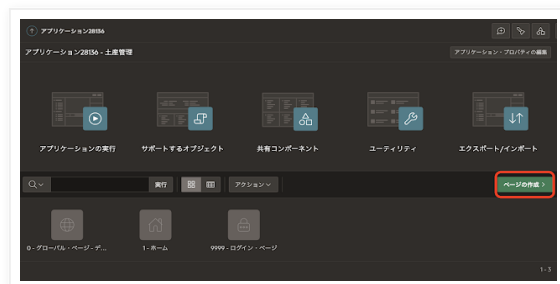 アプリケーション28136
アプリケーション28136 - 土産管理
アプリケーション・プロパティの編集
アプリケーションの実行
サポートするオブジェクト
共有コンポーネント
ユーティリティ
エクスポート/インポート
実行
アクション
ページの作成
0 - グローバル・ページ - デ...
1 - ホーム
9999 - ログイン・ページ
1 - 3